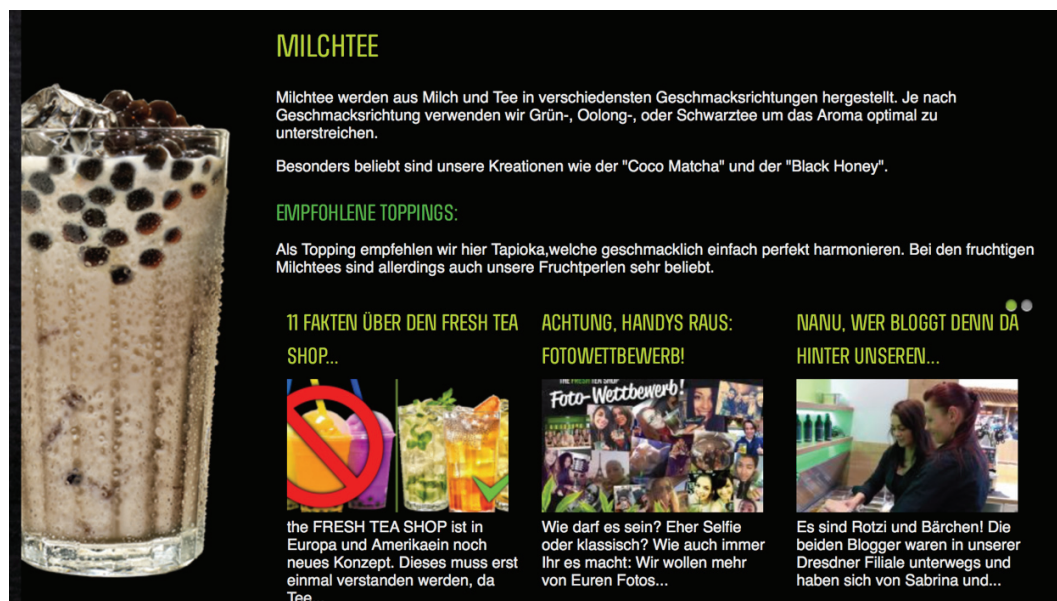 MILCHTEE
Milchtee werden aus Milch und Tee in verschiedensten Geschmacksrichtungen hergestellt. Je nach
Geschmacksrichtung verwenden wir Grün-, Oolong-, oder Schwarztee um das Aroma optimal zu
unterstreichen.
Besonders beliebt sind unsere Kreationen wie der "Coco Matcha" und der "Black Honey".
EMPFOHLENE TOPPINGS:
Als Topping empfehlen wir hier Tapioka,welche geschmacklich einfach perfekt harmonieren. Bei den fruchtigen
Milchtees sind allerdings auch unsere Fruchtperlen sehr beliebt.
11 FAKTEN ÜBER DEN FRESH TEA
SHOP...
the FRESH TEA SHOP ist in
Europa und Amerikaein noch
neues Konzept. Dieses muss erst
einmal verstanden werden, da
Tee
ACHTUNG, HANDYS RAUS:
FOTOWETTBEWERB!
THE FRESH TEA SHOP
Foto-Wettbewerb!
Wie darf es sein? Eher Selfie
oder klassisch? Wie auch immer
Ihr es macht: Wir wollen mehr
von Euren Fotos...
NANU, WER BLOGGT DENN DA
HINTER UNSEREN...
Es sind Rotzi und Bärchen! Die
beiden Blogger waren in unserer
Dresdner Filiale unterwegs und
haben sich von Sabrina und...